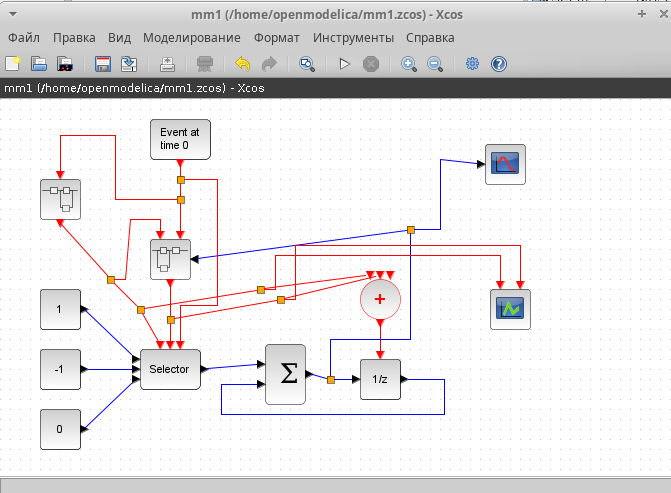 mm1 (/home/openmodelica/mm1.zcos) - Xcos
Файл Правка Вид Моделирование Формат Инструменты Справка
mm1 (/home/openmodelica/mm1.zcos) - Xcos
Event at
time 0
1
-1
0
Selector
Σ
+
1/z